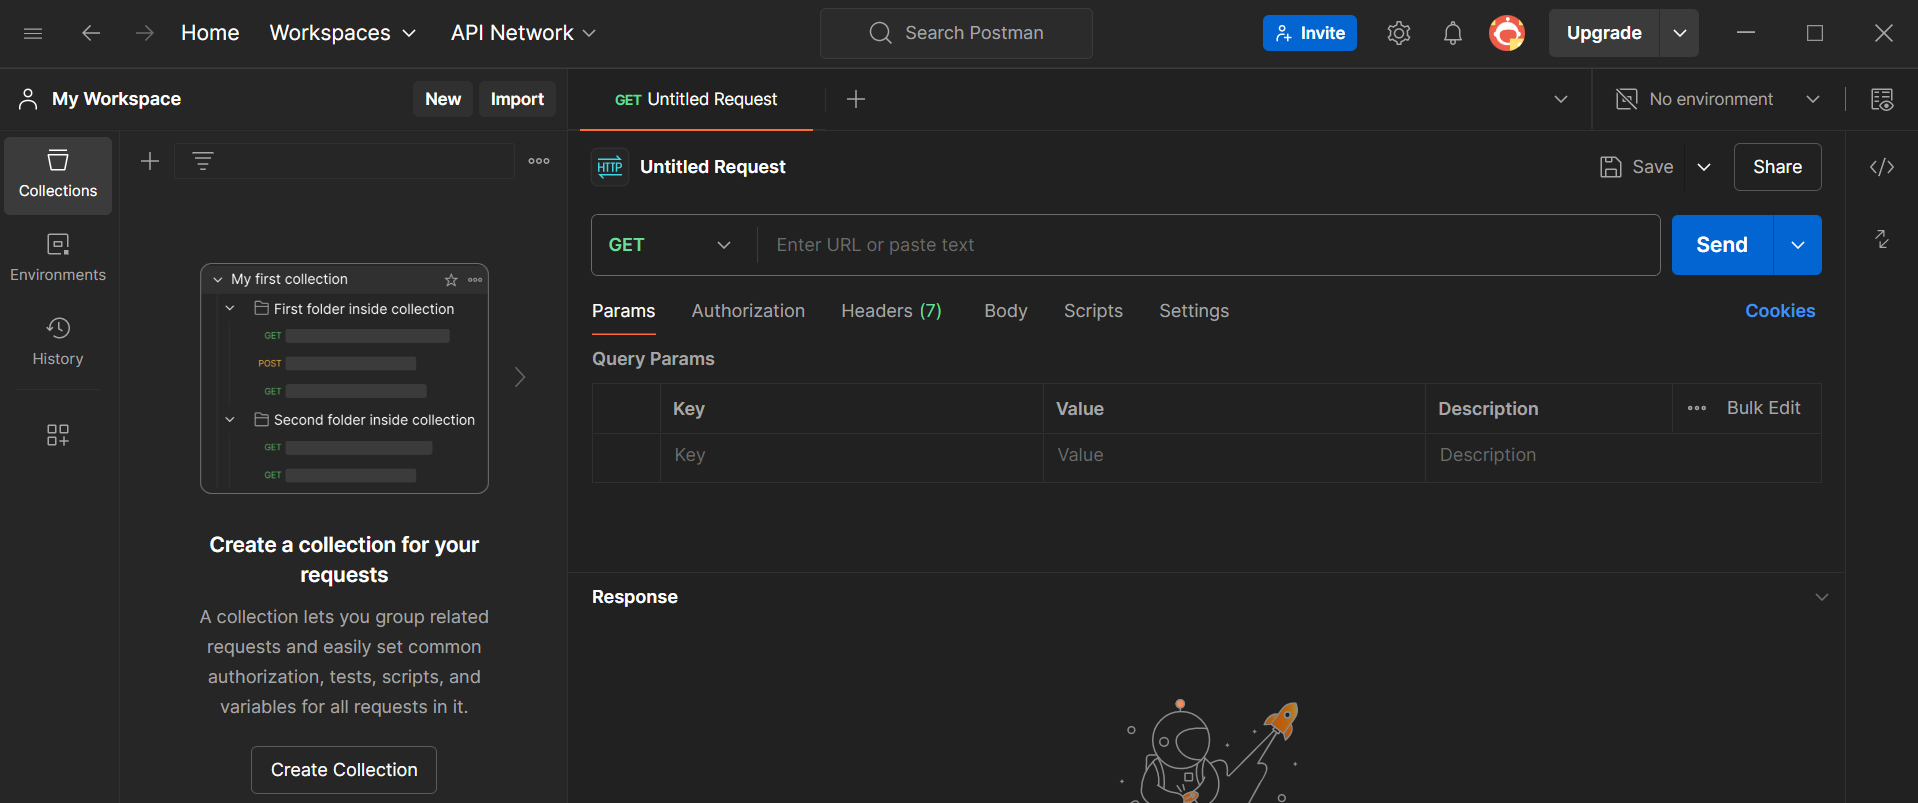 Home
Workspaces
API Network
Search Postman
Invite
Upgrade
My Workspace
New
Import
GET Untitled Request
No environment
Collections
Environments
History
My first collection
First folder inside collection
GET
POST
GET
Second folder inside collection
GET
GET
Create a collection for your
requests
A collection lets you group related
requests and easily set common
authorization, tests, scripts, and
variables for all requests in it.
Create Collection
HTTP
Untitled Request
Save
Share
GET
Enter URL or paste text
Send
Params
Authorization
Headers (7)
Body
Scripts
Settings
Cookies
Query Params
Key
Value
Description
Bulk Edit
Key
Value
Description
Response